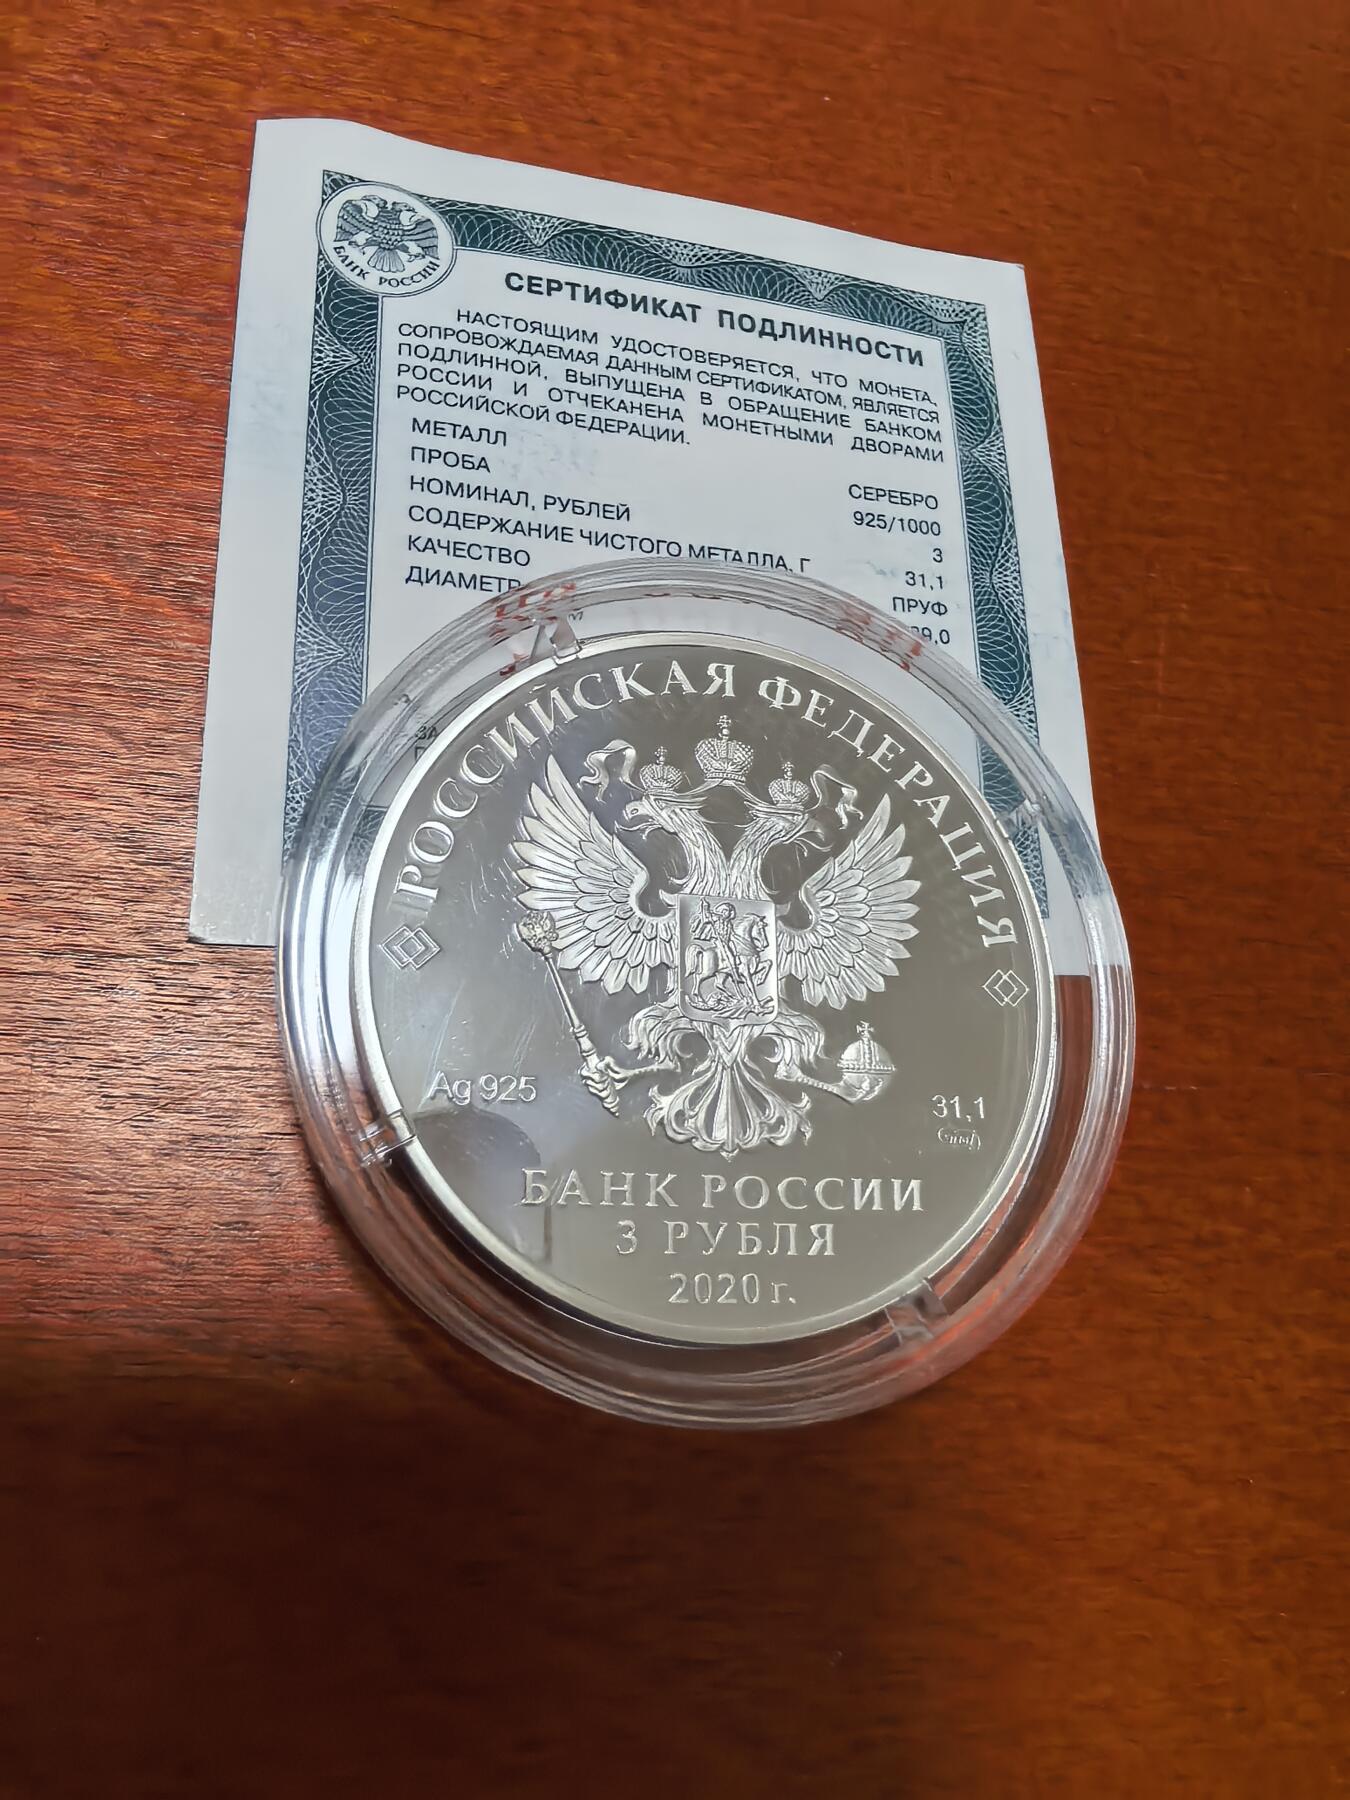 БАНК РОССИИ
СЕРТИФИКАТ ПОДЛИННОСТИ
НАСТОЯЩИМ УДОСТОВЕРЯЕТСЯ, ЧТО МОНЕТА,
СОПРОВОЖДАЕМАЯ ДАННЫМ СЕРТИФИКАТОМ, ЯВЛЯЕТСЯ
ПОДЛИННОЙ, ВЫПУЩЕНА В ОБРАЩЕНИЕ БАНКОМ
РОССИИ И ОТЧЕКАНЕНА МОНЕТНЫМИ ДВОРАМИ
РОССИЙСКОЙ ФЕДЕРАЦИИ.
МЕТАЛЛ СЕРЕБРО
ПРОБА 925/1000
НОМИНАЛ, РУБЛЕЙ 3
СОДЕРЖАНИЕ ЧИСТОГО МЕТАЛЛА, Г 31,1
КАЧЕСТВО ПРУФ
ДИАМЕТР
РОССИЙСКАЯ ФЕДЕРАЦИЯ
Ag 925
31,1
БАНК РОССИИ
3 РУБЛЯ
2020 г.